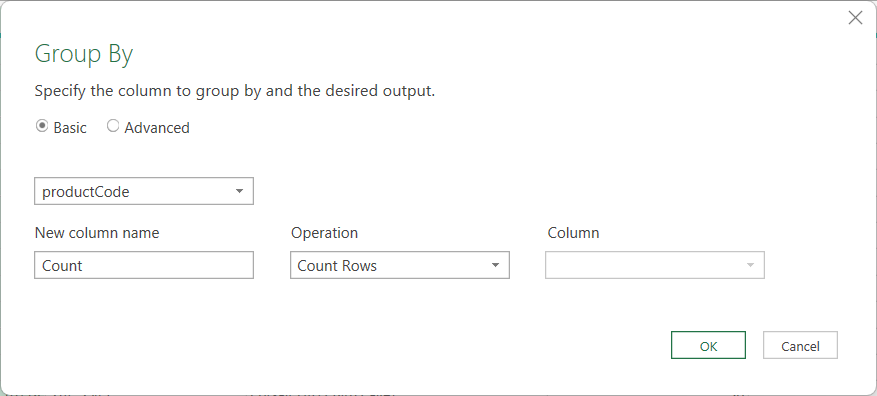 Group By
Specify the column to group by and the desired output.
Basic Advanced
productCode
New column name Operation Column
Count Count Rows
OK Cancel